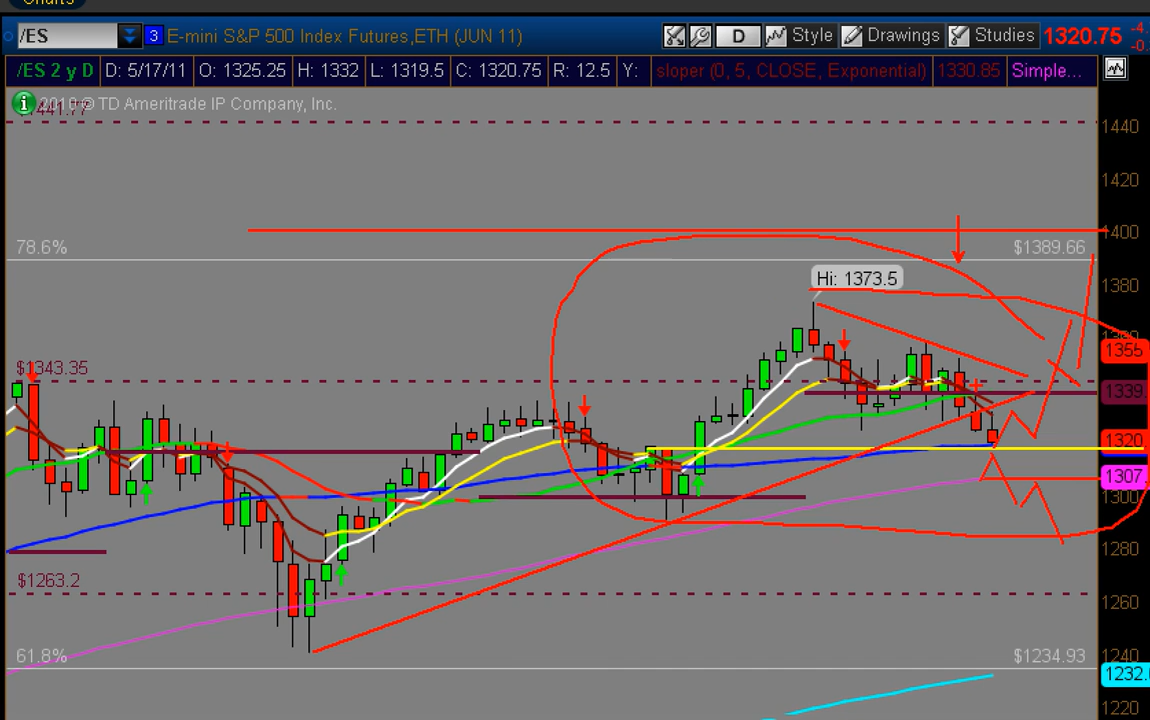 Charts
/ES 3 E-mini S&P 500 Index Futures,ETH (JUN 11) D Style Drawings Studies 1320.75 -4.
-0.
/ES 2 y D D: 5/17/11 O: 1325.25 H: 1332 L: 1319.5 C: 1320.75 R: 12.5 Y: sloper (0, 5, CLOSE, Exponential) 1330.85 Simple...
© TD Ameritrade IP Company, Inc.
1440
1420
1400
78.6% $1389.66
Hi: 1373.5 1380
1355
$1343.35
1339
1320
1307
1300
1280
$1263.2
1260
61.8% $1234.93 1240
1232.
1220